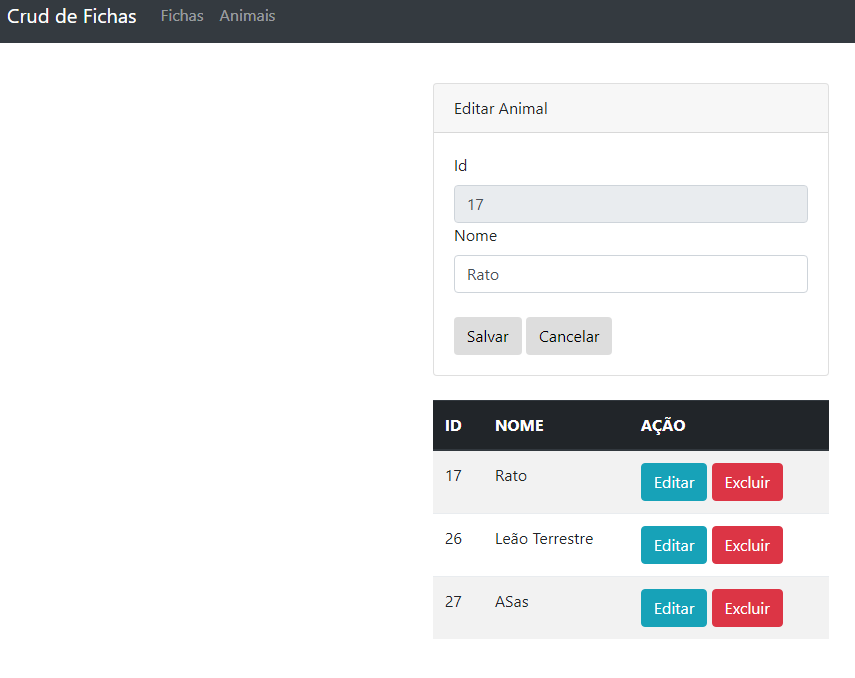 Crud de Fichas Fichas Animais
Editar Animal
Id
17
Nome
Rato
Salvar Cancelar
ID NOME AÇÃO
17 Rato Editar Excluir
26 Leão Terrestre Editar Excluir
27 ASas Editar Excluir